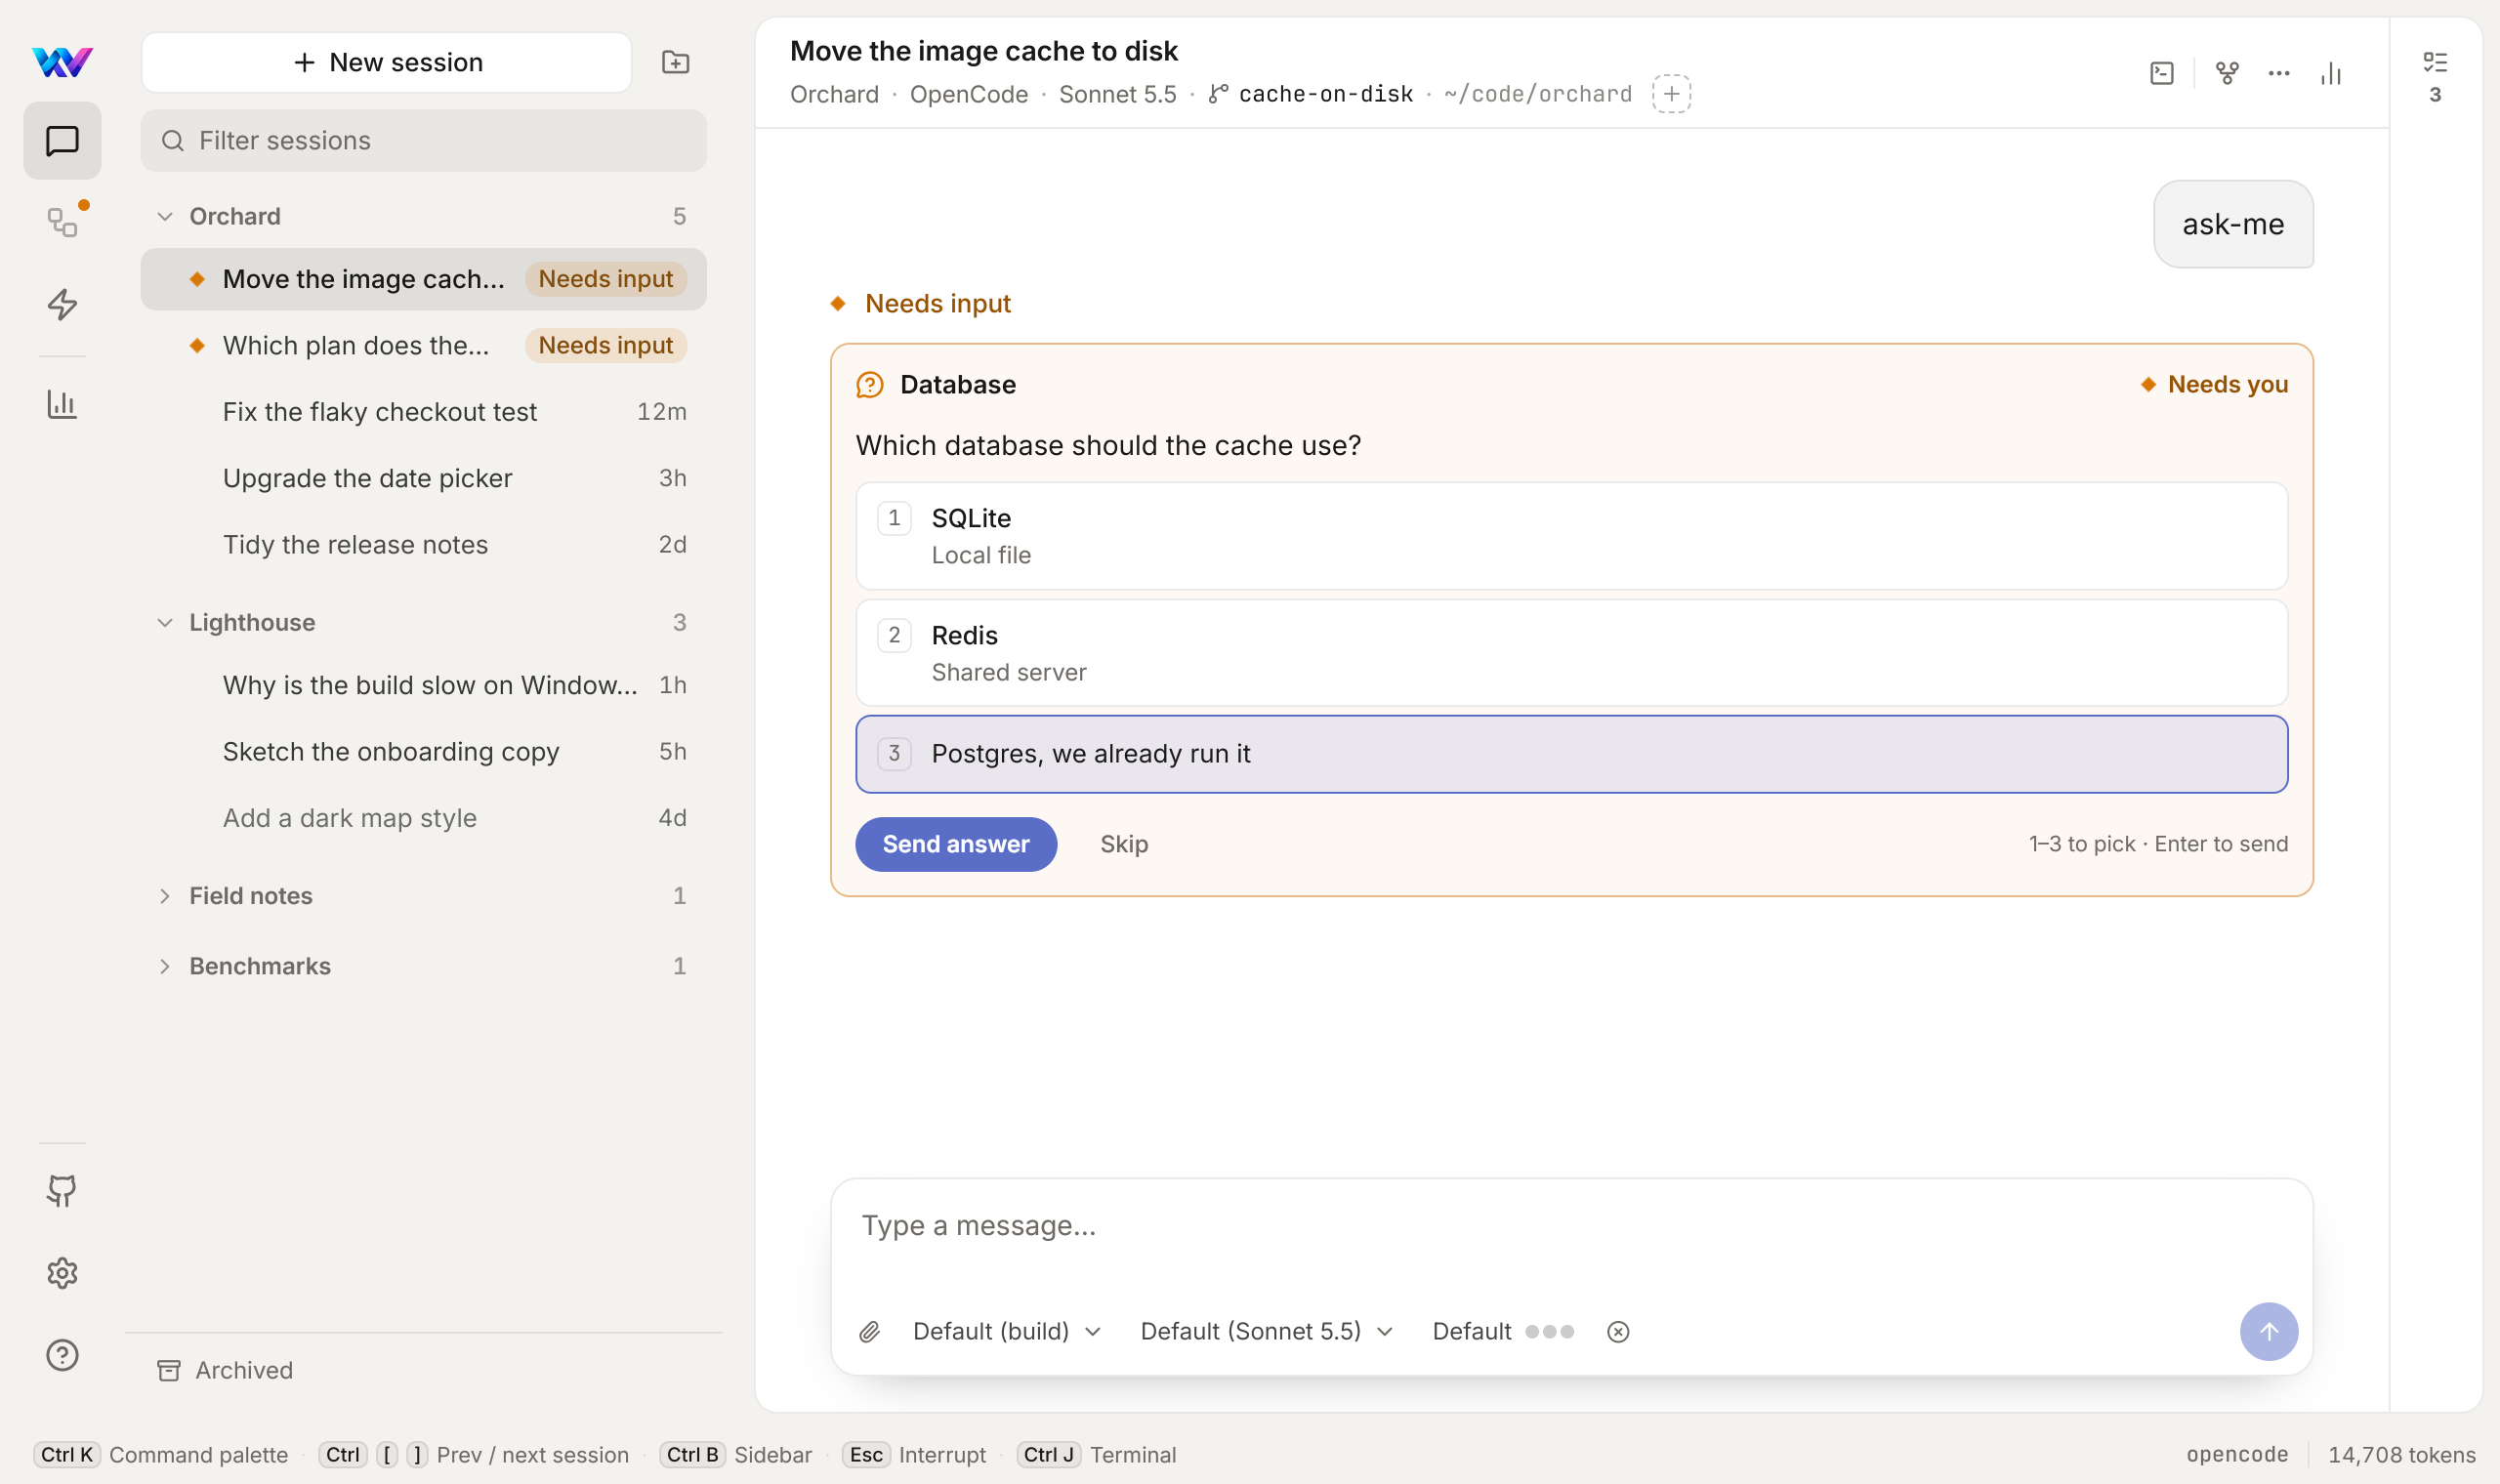 New session
Filter sessions
Orchard 5
Move the image cach... Needs input
Which plan does the... Needs input
Fix the flaky checkout test 12m
Upgrade the date picker 3h
Tidy the release notes 2d
Lighthouse 3
Why is the build slow on Window... 1h
Sketch the onboarding copy 5h
Add a dark map style 4d
Field notes 1
Benchmarks 1
Archived
Move the image cache to disk
Orchard · OpenCode · Sonnet 5.5 · cache-on-disk · ~/code/orchard
3
ask-me
Needs input
Database
Needs you
Which database should the cache use?
1 SQLite
Local file
2 Redis
Shared server
3 Postgres, we already run it
Send answer Skip 1–3 to pick · Enter to send
Type a message...
Default (build) Default (Sonnet 5.5) Default
Ctrl K Command palette · Ctrl [ ] Prev / next session · Ctrl B Sidebar · Esc Interrupt · Ctrl J Terminal
opencode 14,708 tokens